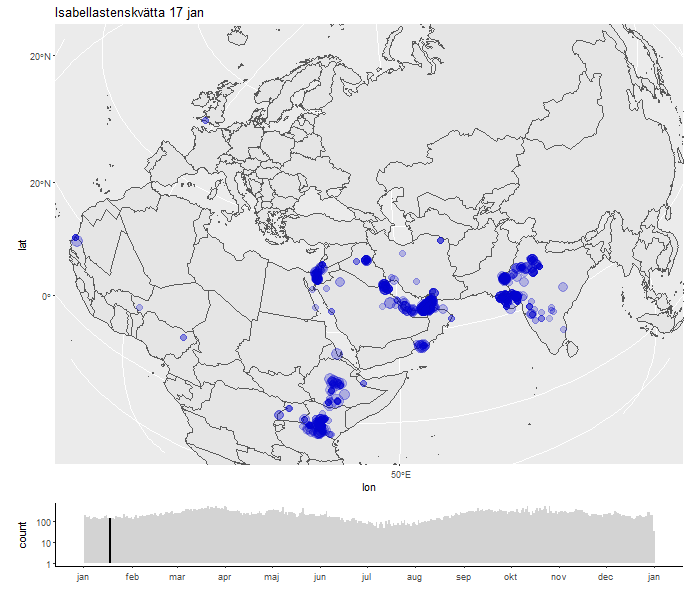 Isabellastenskvätta 17 jan
20°N
20°N
0°
lat
50°E
lon
count
100
10
1
jan feb mar apr maj jun jul aug sep okt nov dec jan